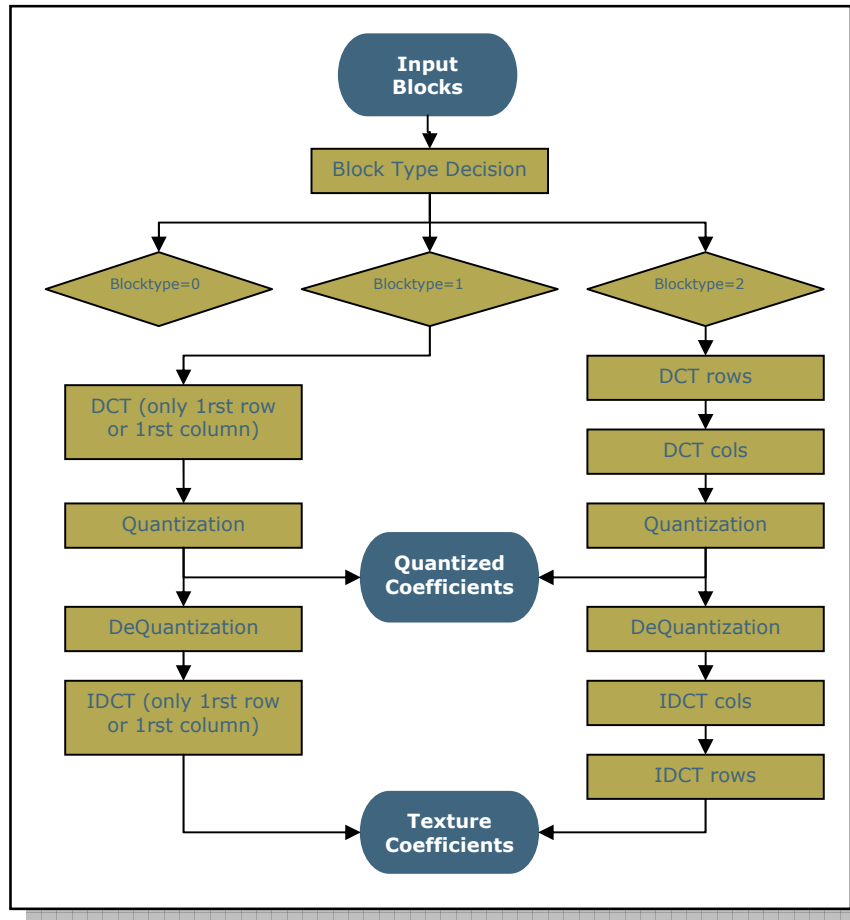 Input
Blocks
Block Type Decision
Blocktype=0
Blocktype=1
Blocktype=2
DCT (only 1rst row
or 1rst column)
Quantization
DeQuantization
IDCT (only 1rst row
or 1rst column)
DCT rows
DCT cols
Quantization
DeQuantization
IDCT cols
IDCT rows
Quantized
Coefficients
Texture
Coefficients